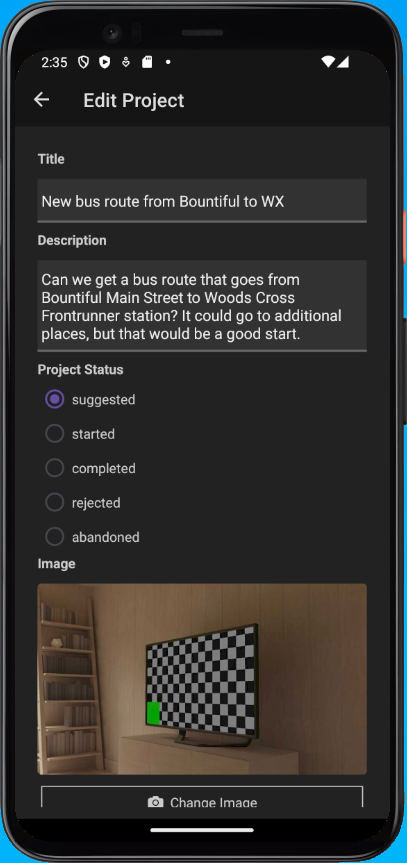 2:35
Edit Project
Title
New bus route from Bountiful to WX
Description
Can we get a bus route that goes from
Bountiful Main Street to Woods Cross
Frontrunner station? It could go to additional
places, but that would be a good start.
Project Status
suggested
started
completed
rejected
abandoned
Image
Change Image